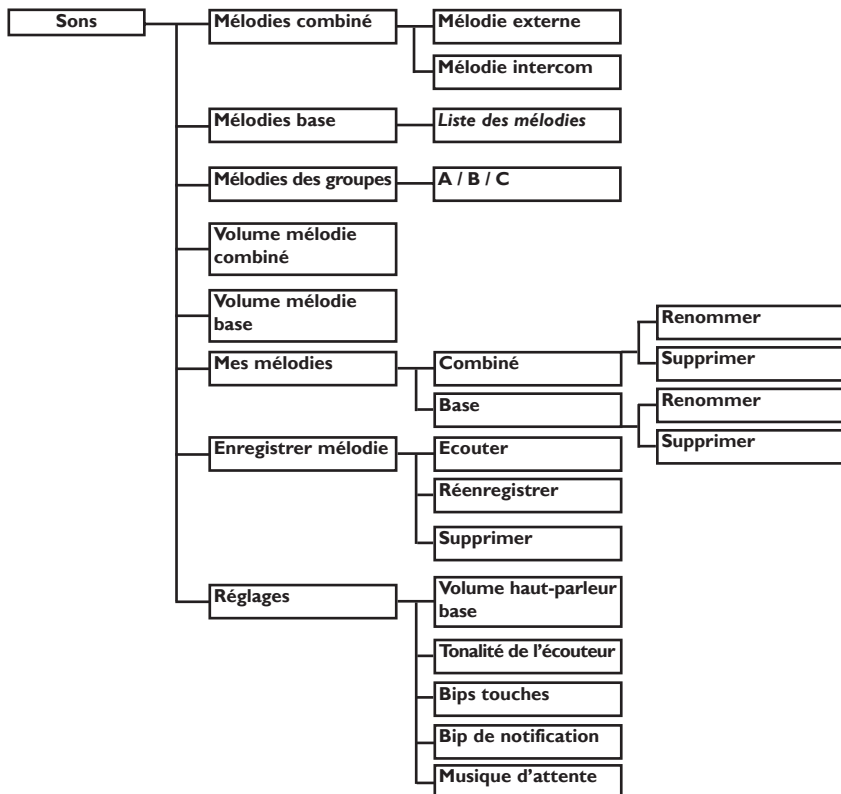 Sons
Mélodies combiné
Mélodie externe
Mélodie intercom
Mélodies base
Liste des mélodies
Mélodies des groupes
A / B / C
Volume mélodie
combiné
Volume mélodie
base
Mes mélodies
Combiné
Renommer
Supprimer
Base
Renommer
Supprimer
Enregistrer mélodie
Ecouter
Réenregistrer
Supprimer
Réglages
Volume haut-parleur
base
Tonalité de l'écouteur
Bips touches
Bip de notification
Musique d'attente